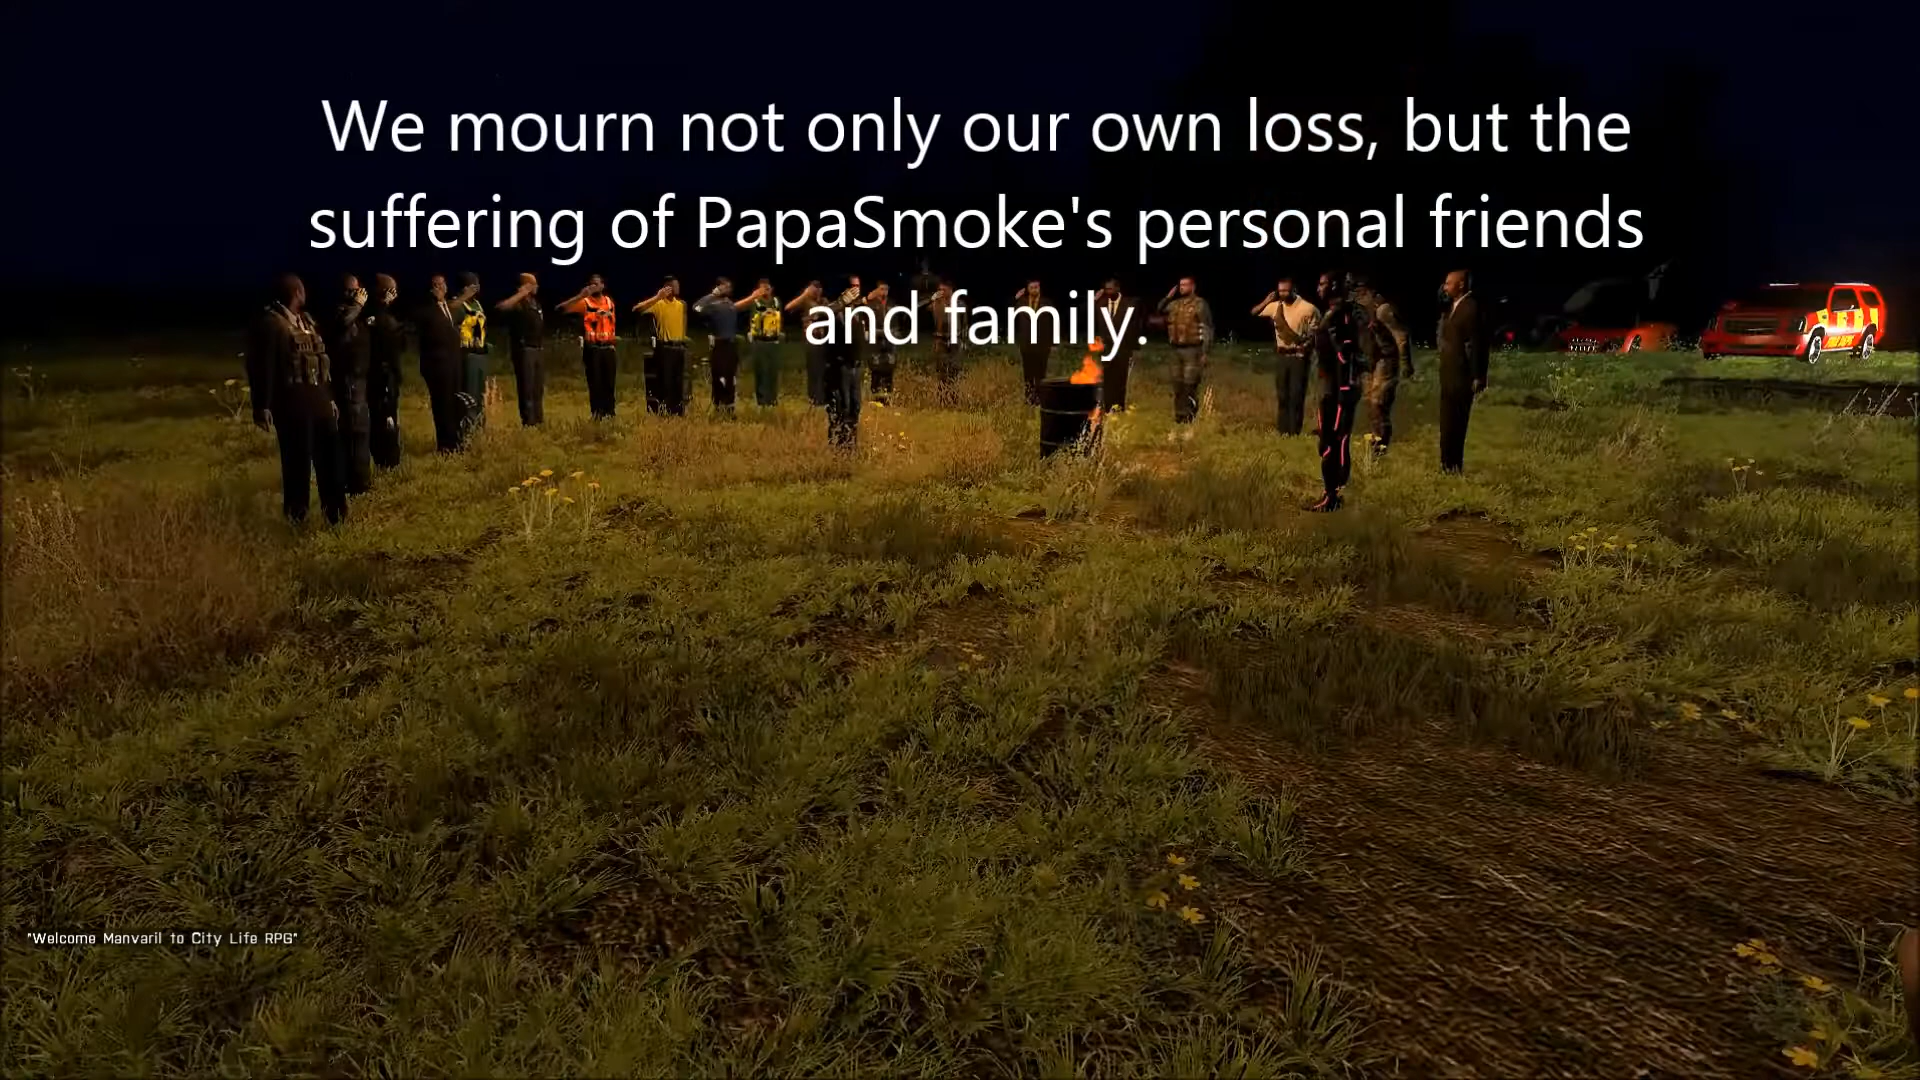 We mourn not only our own loss, but the
suffering of PapaSmoke's personal friends
and family.
"Welcome Manvaril to City Life RPG"